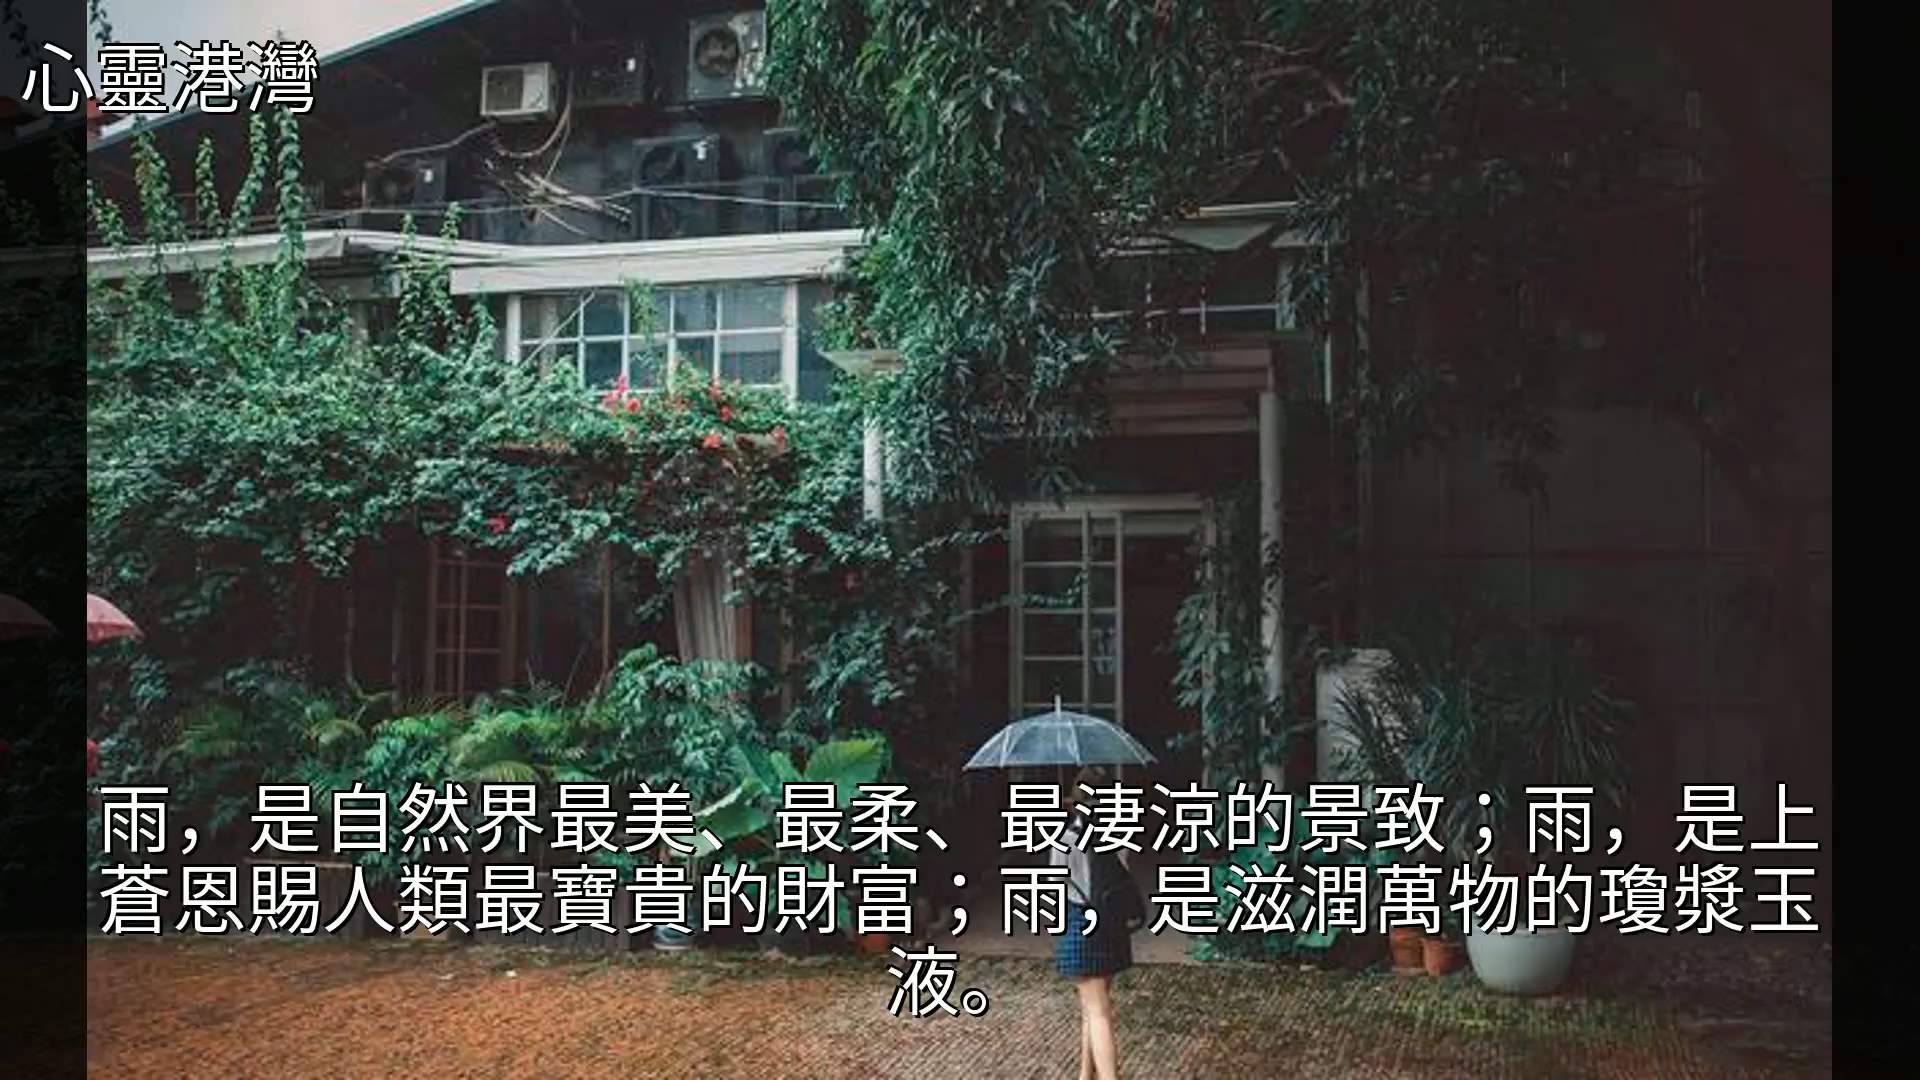 心靈港灣
雨，是自然界最美、最柔、最淒涼的景致；雨，是上
蒼恩賜人類最寶貴的財富；雨，是滋潤萬物的瓊漿玉
液。